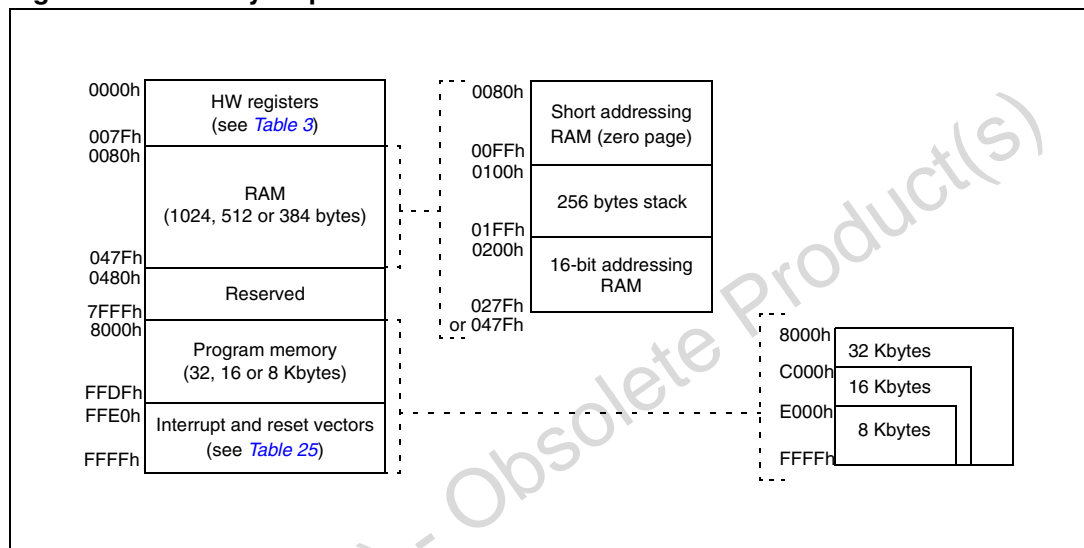 0000h
HW registers
(see Table 3)
007Fh
0080h
RAM
(1024, 512 or 384 bytes)
047Fh
0480h
Reserved
7FFFh
8000h
Program memory
(32, 16 or 8 Kbytes)
FFDFh
FFE0h
Interrupt and reset vectors
(see Table 25)
FFFFh
0080h
Short addressing
RAM (zero page)
00FFh
0100h
256 bytes stack
01FFh
0200h
16-bit addressing
RAM
027Fh
or 047Fh
8000h
32 Kbytes
C000h
16 Kbytes
E000h
8 Kbytes
FFFFh
- Obsolete Product(s)